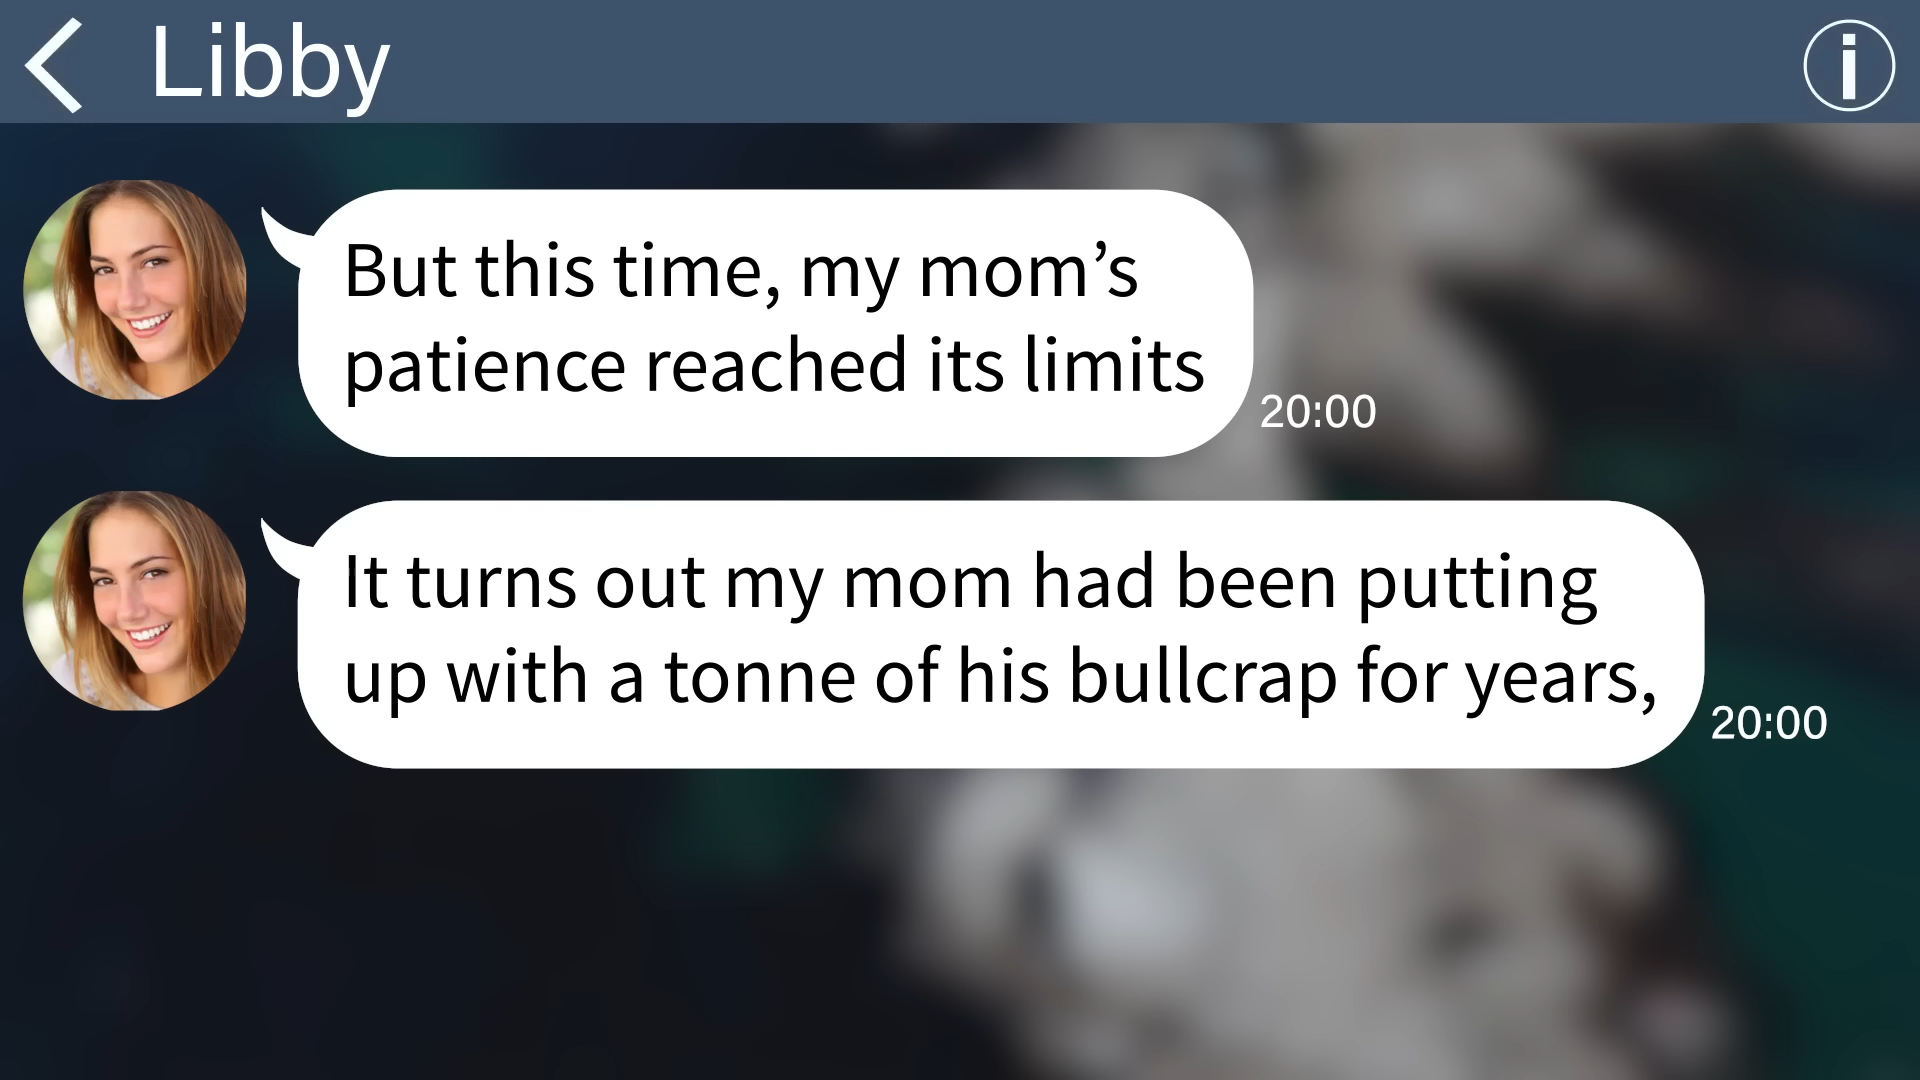 Libby
But this time, my mom’s
patience reached its limits
20:00
It turns out my mom had been putting
up with a tonne of his bullcrap for years,
20:00